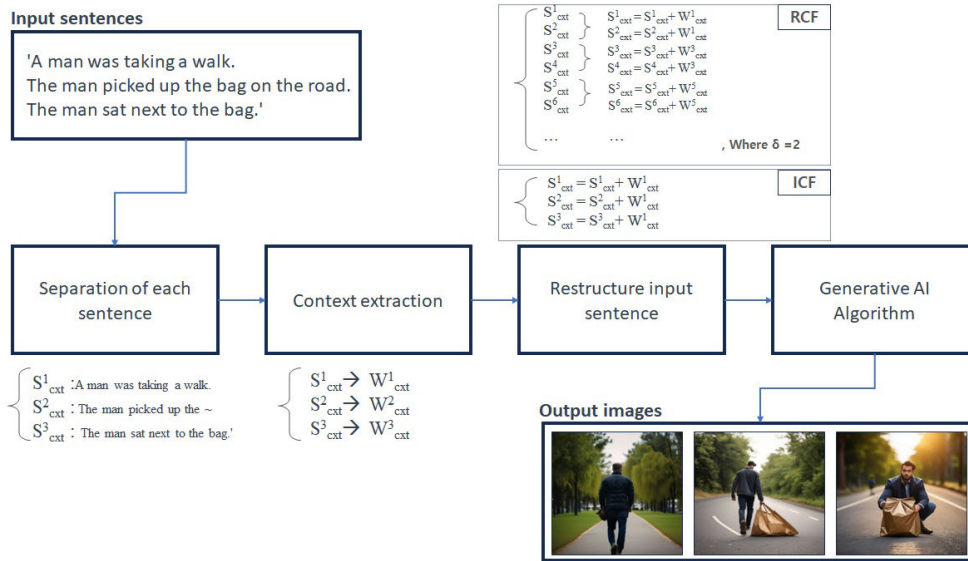 Input sentences
'A man was taking a walk.
The man picked up the bag on the road.
The man sat next to the bag.'
RCF
S¹cxt S¹cxt = S¹cxt + W¹cxt
S²cxt S²cxt = S²cxt + W¹cxt
S³cxt S³cxt = S³cxt + W³cxt
S⁴cxt S⁴cxt = S⁴cxt + W³cxt
S⁵cxt S⁵cxt = S⁵cxt + W⁵cxt
S⁶cxt S⁶cxt = S⁶cxt + W⁵cxt
... ...
, Where δ =2
ICF
S¹cxt = S¹cxt + W¹cxt
S²cxt = S²cxt + W¹cxt
S³cxt = S³cxt + W¹cxt
Separation of each
sentence
Context extraction
Restructure input
sentence
Generative AI
Algorithm
S¹cxt :A man was taking a walk.
S²cxt : The man picked up the ~
S³cxt : The man sat next to the bag.'
S¹cxt → W¹cxt
S²cxt → W²cxt
S³cxt → W³cxt
Output images